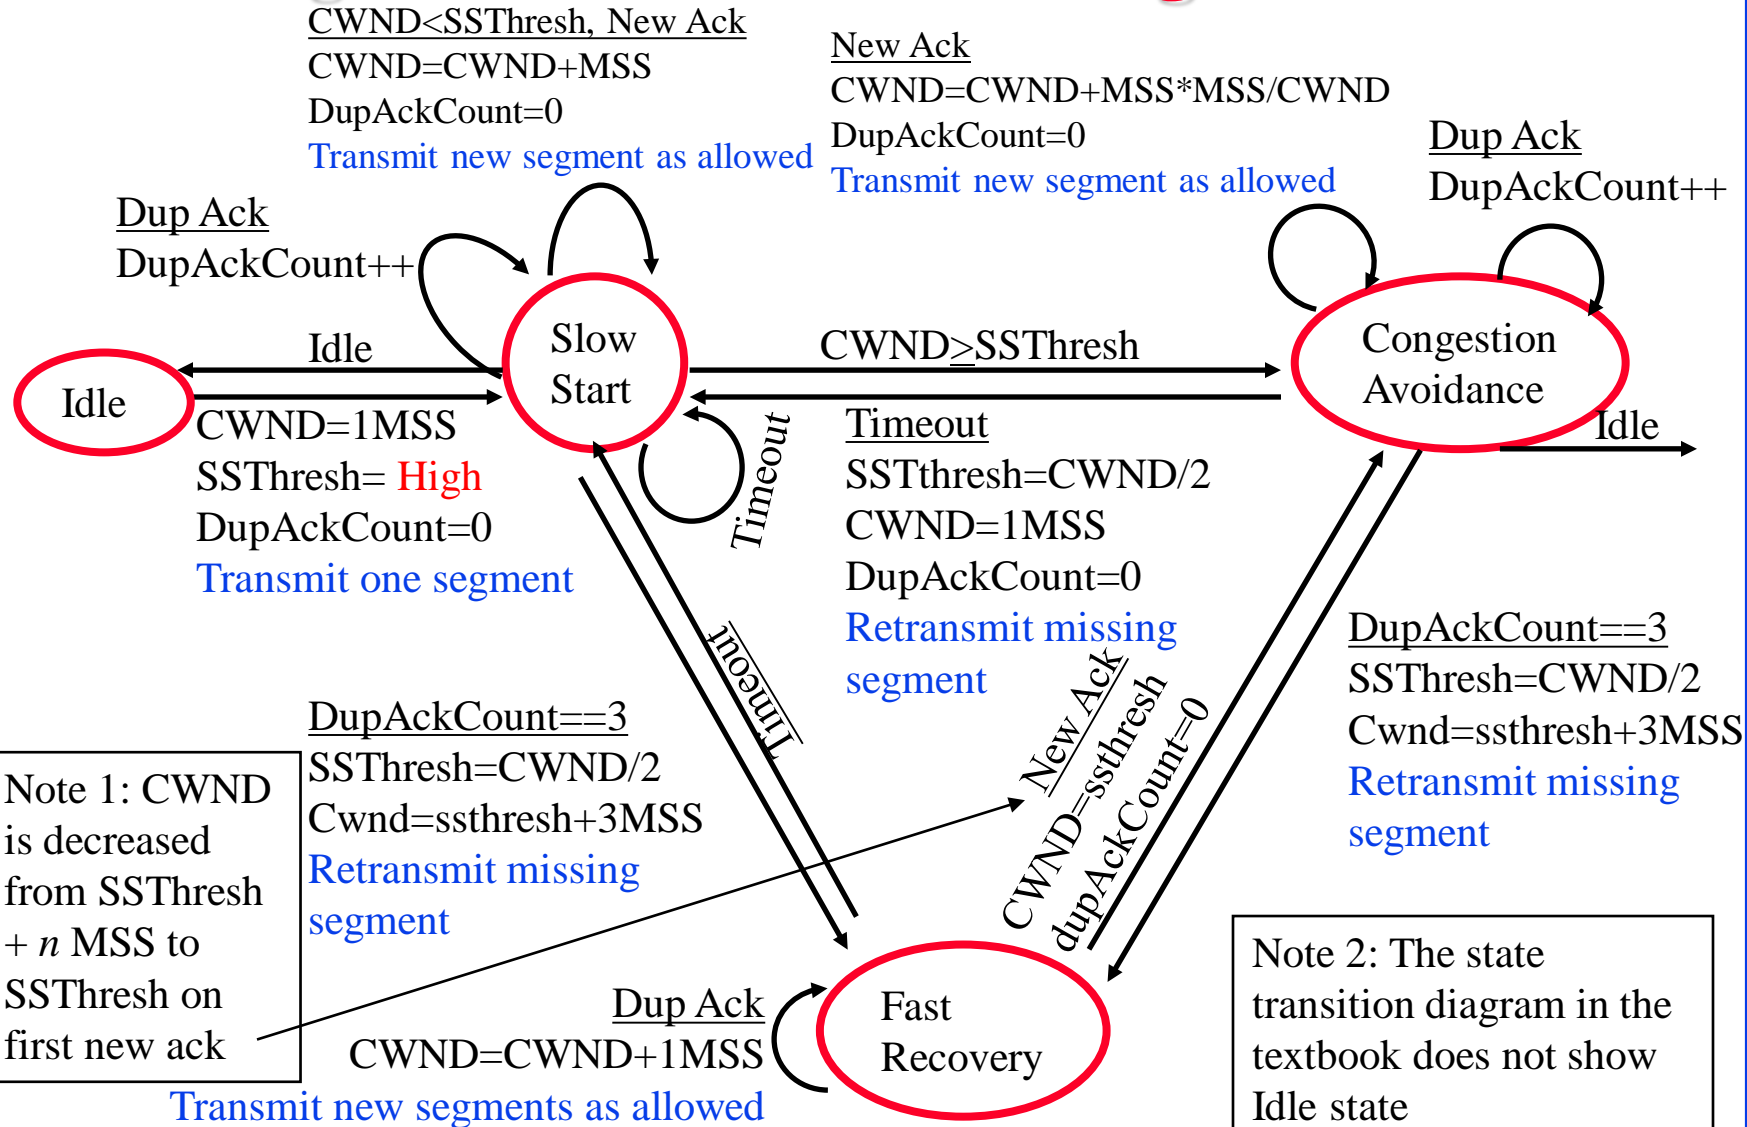 CWND<SSThresh, New Ack
CWND=CWND+MSS
DupAckCount=0
Transmit new segment as allowed
New Ack
CWND=CWND+MSS*MSS/CWND
DupAckCount=0
Transmit new segment as allowed
Dup Ack
DupAckCount++
Dup Ack
DupAckCount++
Idle
Slow
Start
CWND≥SSThresh
Congestion
Avoidance
Idle
Idle
CWND=1MSS
SSThresh= High
DupAckCount=0
Transmit one segment
Timeout
Timeout
SSTthresh=CWND/2
CWND=1MSS
DupAckCount=0
Retransmit missing
segment
Timeout
New Ack
CWND=ssthresh
dupAckCount=0
DupAckCount==3
SSThresh=CWND/2
Cwnd=ssthresh+3MSS
Retransmit missing
segment
DupAckCount==3
SSThresh=CWND/2
Cwnd=ssthresh+3MSS
Retransmit missing
segment
Note 1: CWND
is decreased
from SSThresh
+ n MSS to
SSThresh on
first new ack
Dup Ack
CWND=CWND+1MSS
Transmit new segments as allowed
Fast
Recovery
Note 2: The state
transition diagram in the
textbook does not show
Idle state